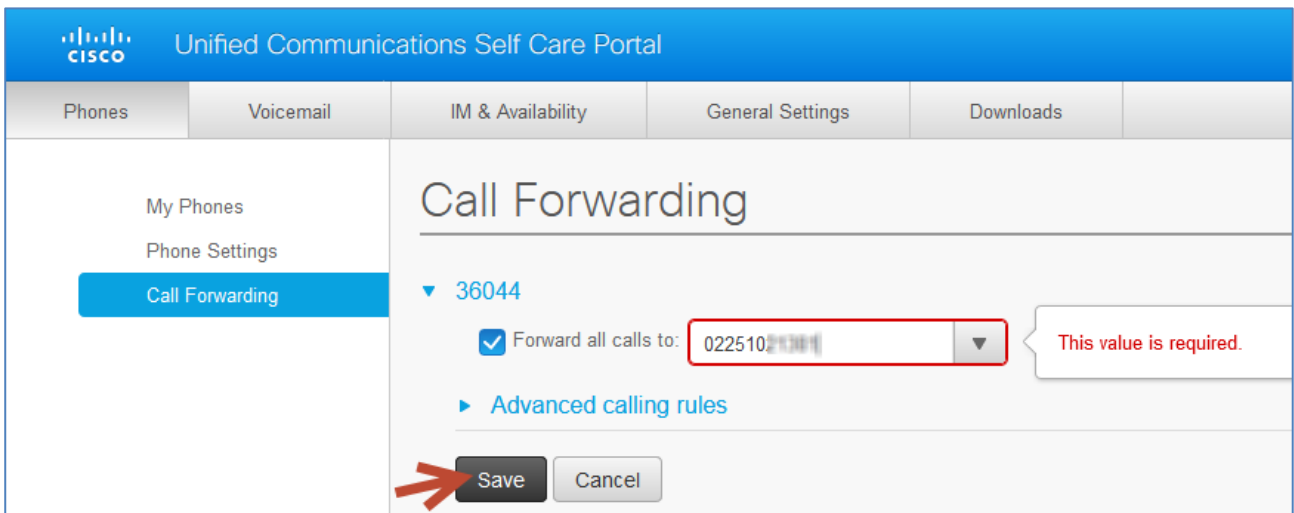 CISCO Unified Communications Self Care Portal
Phones Voicemail IM & Availability General Settings Downloads
My Phones
Phone Settings
Call Forwarding
Call Forwarding
36044
Forward all calls to: 022510 This value is required.
Advanced calling rules
Save Cancel